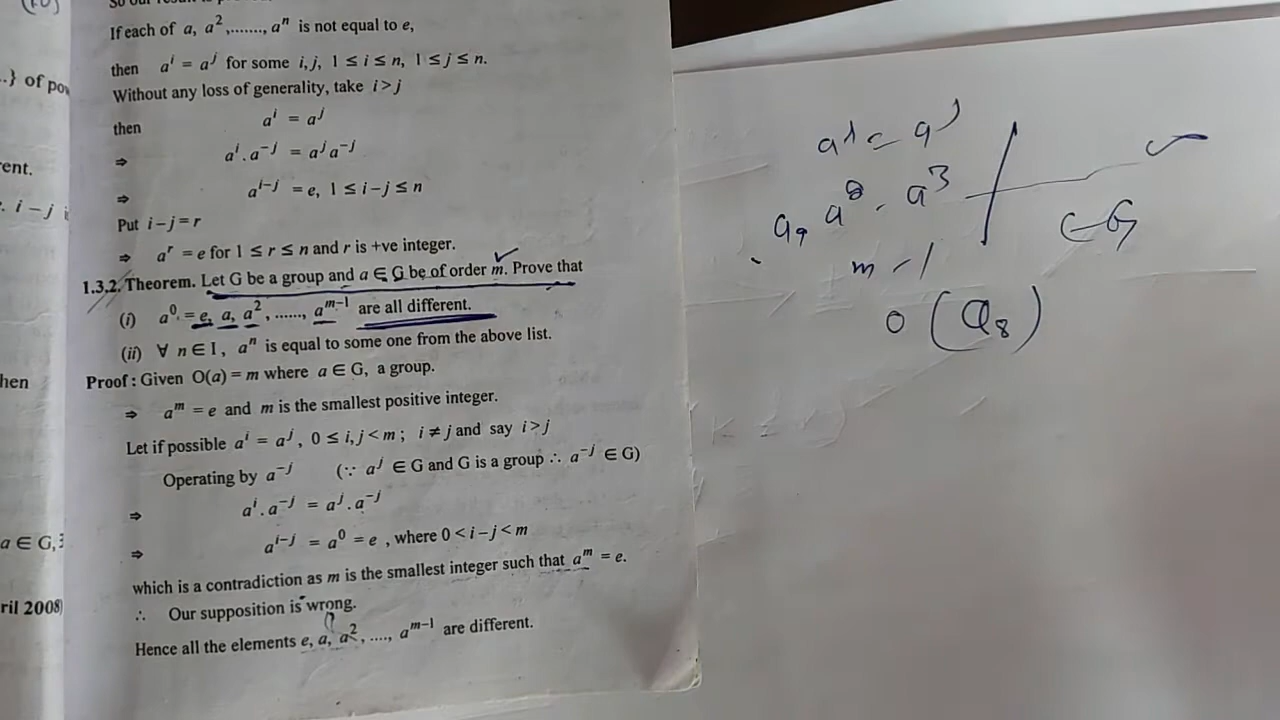 ..} of pow
ent.
. i – j i
hen
a ∈ G, ∃
ril 2008)
If each of a, a²,........, aⁿ is not equal to e,
then aⁱ = aʲ for some i, j, 1 ≤ i ≤ n, 1 ≤ j ≤ n.
Without any loss of generality, take i > j
then aⁱ = aʲ
⇒ aⁱ . a⁻ʲ = aʲ a⁻ʲ
⇒ aⁱ⁻ʲ = e, 1 ≤ i – j ≤ n
Put i – j = r
⇒ aʳ = e for 1 ≤ r ≤ n and r is +ve integer.
1.3.2. Theorem. Let G be a group and a ∈ G be of order m. Prove that
(i) a⁰ = e, a, a², ......, aᵐ⁻¹ are all different.
(ii) ∀ n ∈ I, aⁿ is equal to some one from the above list.
Proof : Given O(a) = m where a ∈ G, a group.
⇒ aᵐ = e and m is the smallest positive integer.
Let if possible aⁱ = aʲ , 0 ≤ i, j < m ; i ≠ j and say i > j
Operating by a⁻ʲ (∵ aʲ ∈ G and G is a group ∴ a⁻ʲ ∈ G)
⇒ aⁱ . a⁻ʲ = aʲ . a⁻ʲ
⇒ aⁱ⁻ʲ = a⁰ = e , where 0 < i – j < m
which is a contradiction as m is the smallest integer such that aᵐ = e.
∴ Our supposition is wrong.
Hence all the elements e, a, a², ...., aᵐ⁻¹ are different.
m - 1
∈ G
O (Q₈)